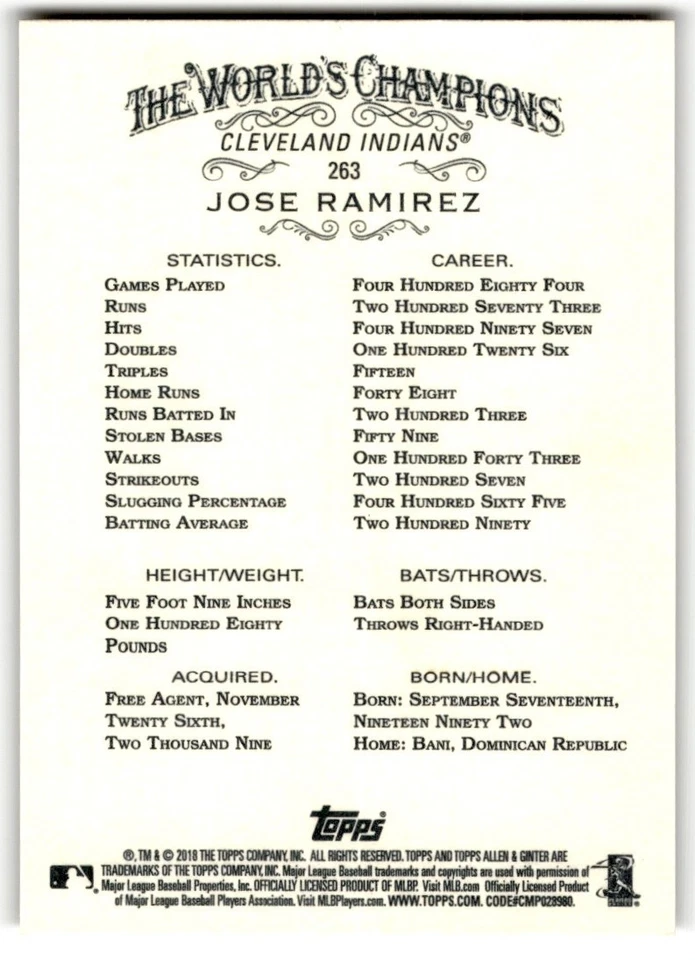 THE WORLD'S CHAMPIONS
CLEVELAND INDIANS®
263
JOSE RAMIREZ
STATISTICS. CAREER.
GAMES PLAYED FOUR HUNDRED EIGHTY FOUR
RUNS TWO HUNDRED SEVENTY THREE
HITS FOUR HUNDRED NINETY SEVEN
DOUBLES ONE HUNDRED TWENTY SIX
TRIPLES FIFTEEN
HOME RUNS FORTY EIGHT
RUNS BATTED IN TWO HUNDRED THREE
STOLEN BASES FIFTY NINE
WALKS ONE HUNDRED FORTY THREE
STRIKEOUTS TWO HUNDRED SEVEN
SLUGGING PERCENTAGE FOUR HUNDRED SIXTY FIVE
BATTING AVERAGE TWO HUNDRED NINETY
HEIGHT/WEIGHT.
FIVE FOOT NINE INCHES
ONE HUNDRED EIGHTY
POUNDS
BATS/THROWS.
BATS BOTH SIDES
THROWS RIGHT-HANDED
ACQUIRED.
FREE AGENT, NOVEMBER
TWENTY SIXTH,
TWO THOUSAND NINE
BORN/HOME.
BORN: SEPTEMBER SEVENTEENTH,
NINETEEN NINETY TWO
HOME: BANI, DOMINICAN REPUBLIC
Topps
®, TM & © 2018 THE TOPPS COMPANY, INC. ALL RIGHTS RESERVED. TOPPS AND TOPPS ALLEN & GINTER ARE
TRADEMARKS OF THE TOPPS COMPANY, INC. Major League Baseball trademarks and copyrights are used with permission of
Major League Baseball Properties, Inc. OFFICIALLY LICENSED PRODUCT OF MLBP. Visit MLB.com Officially Licensed Product
of Major League Baseball Players Association. Visit MLBPlayers.com. WWW.TOPPS.COM. CODE#CMP028980.